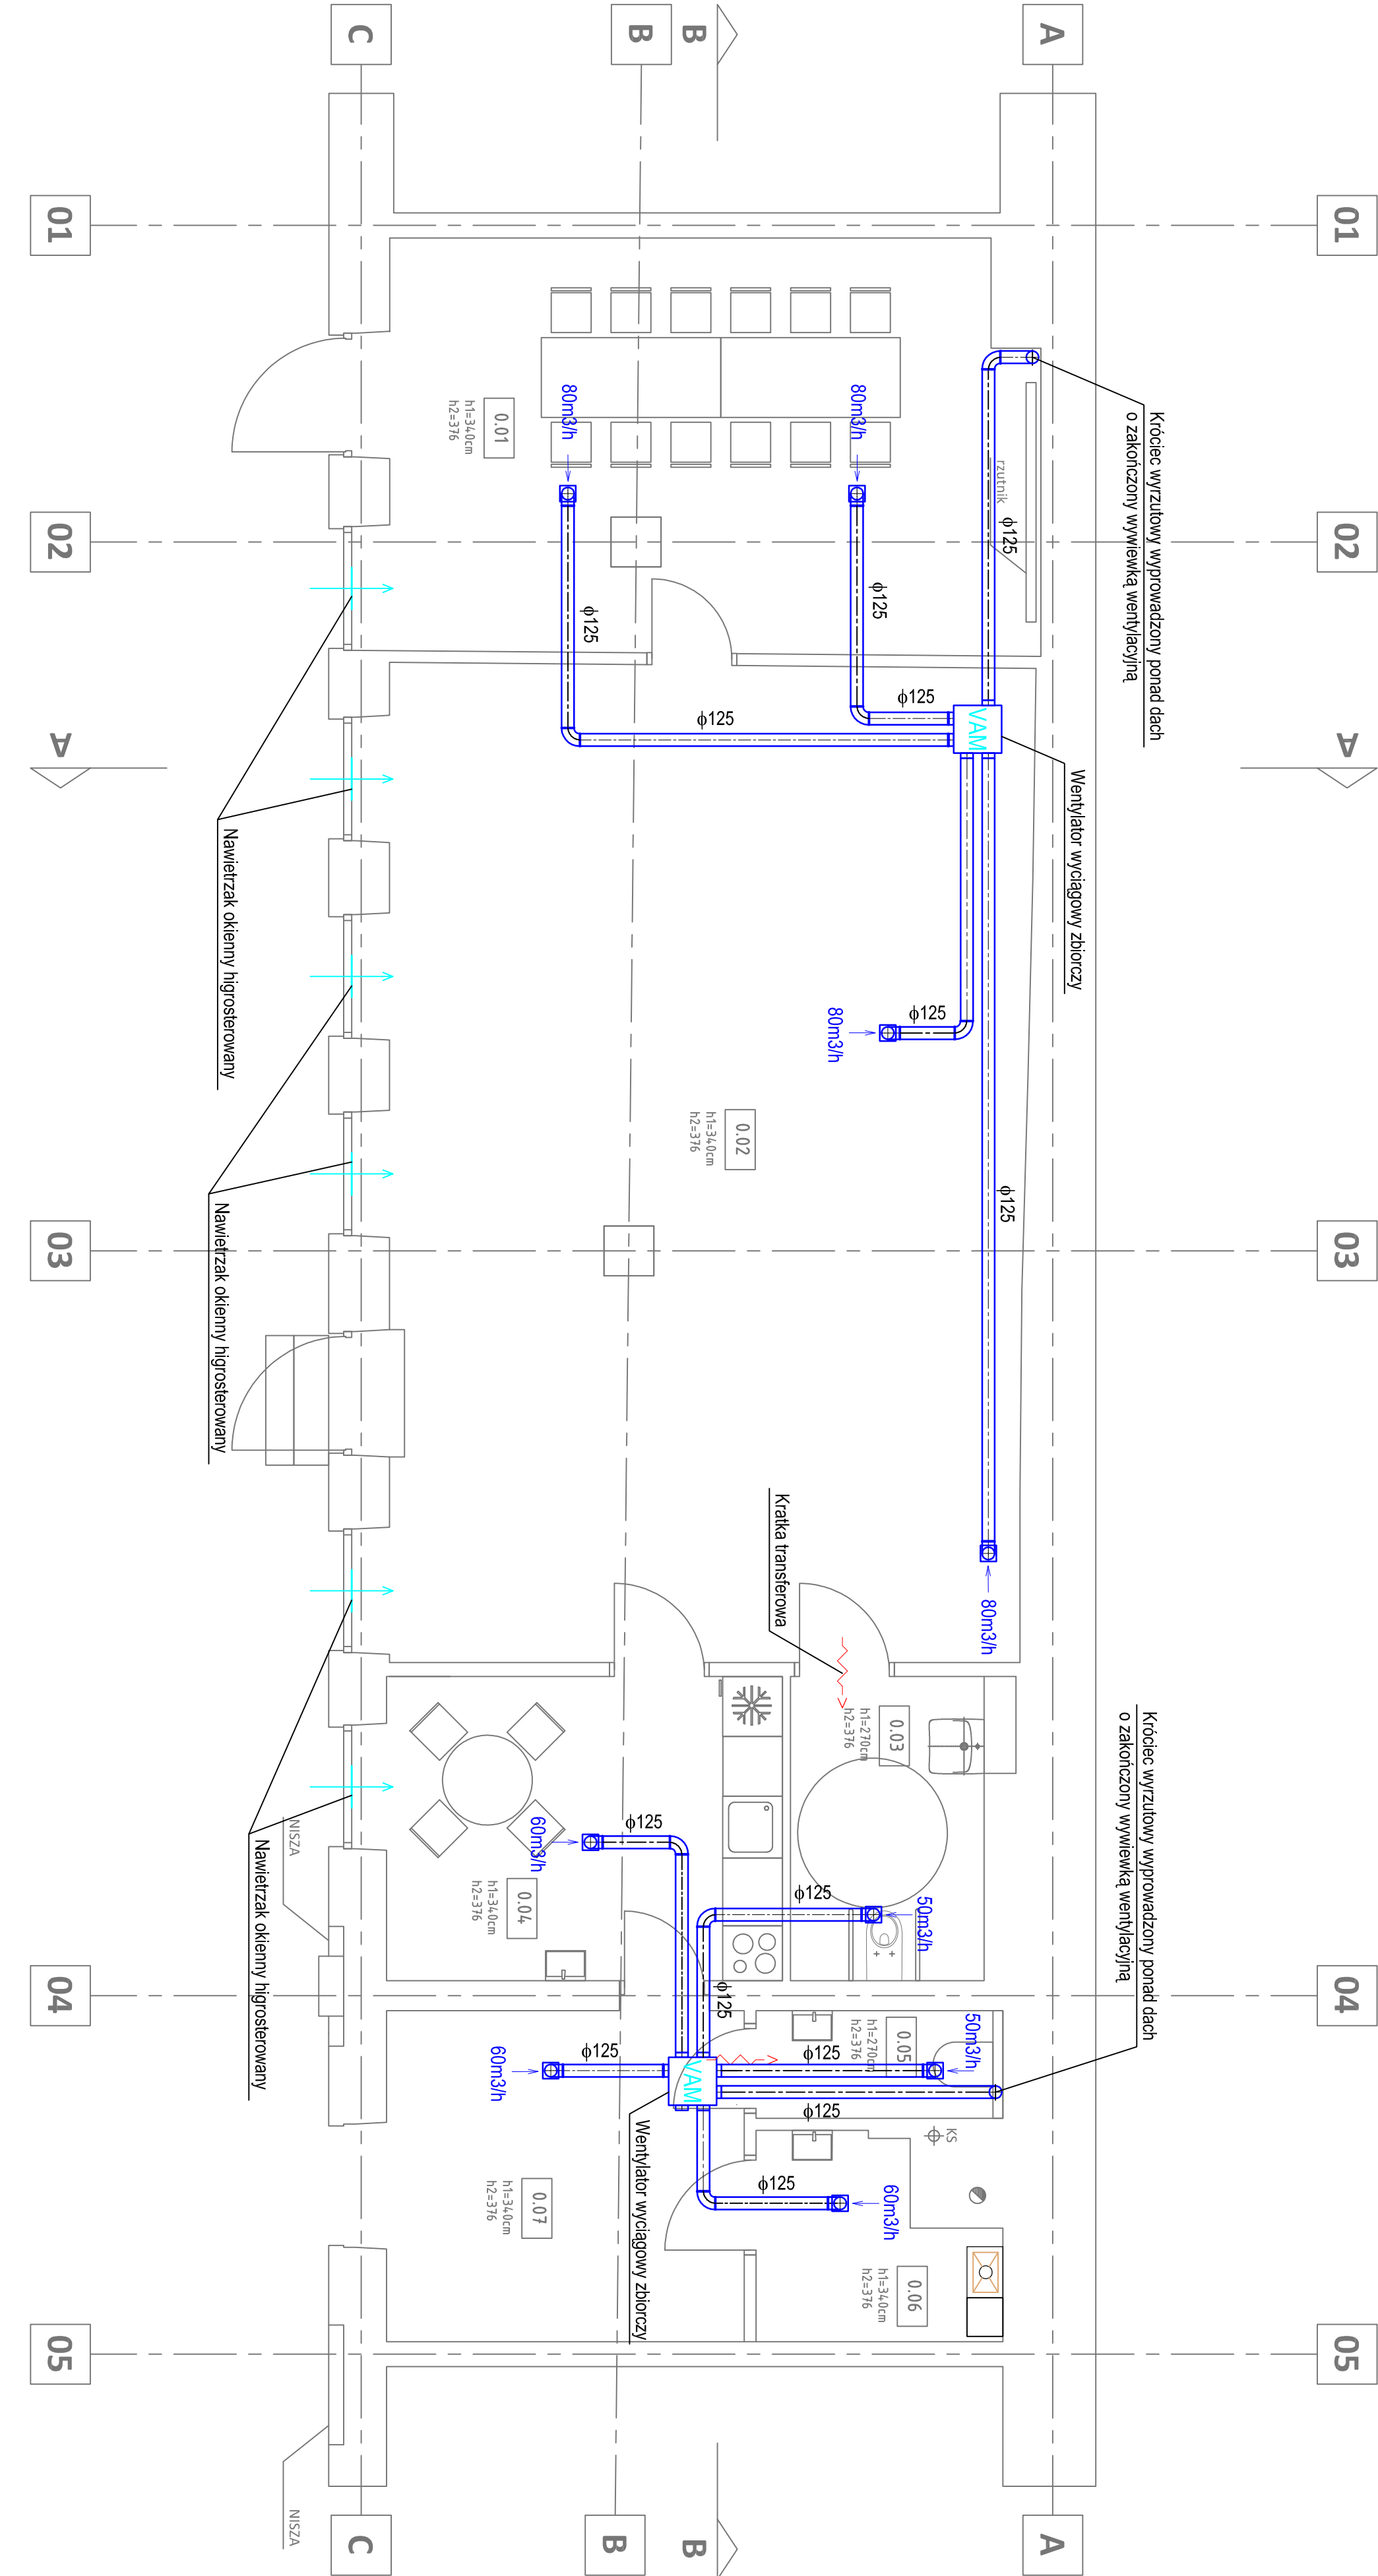 C
B
B
A
01
01
Króciec wyrzutowy wyprowadzony ponad dach
o zakończony wywiewką wentylacyjną
80m3/h
80m3/h
0.01
h1=340cm
h2=376
rzutnik
ϕ125
02
02
ϕ125
ϕ125
ϕ125
ϕ125
VAM
A
A
Wentylator wyciągowy zbiorczy
Nawietrzak okienny higrosterowany
80m3/h
ϕ125
0.02
h1=340cm
h2=376
ϕ125
03
03
Nawietrzak okienny higrosterowany
Kratka transferowa
80m3/h
0.03
h1=270cm
h2=376
Króciec wyrzutowy wyprowadzony ponad dach
o zakończony wywiewką wentylacyjną
NISZA
60m3/h
ϕ125
ϕ125
50m3/h
0.04
h1=340cm
h2=376
Nawietrzak okienny higrosterowany
04
04
ϕ125
0.05
h1=270cm
h2=376
50m3/h
60m3/h
ϕ125
VAM
ϕ125
ϕ125
KS
Wentylator wyciągowy zbiorczy
ϕ125
60m3/h
0.07
h1=340cm
h2=376
0.06
h1=340cm
h2=376
05
05
NISZA
C
B
B
A